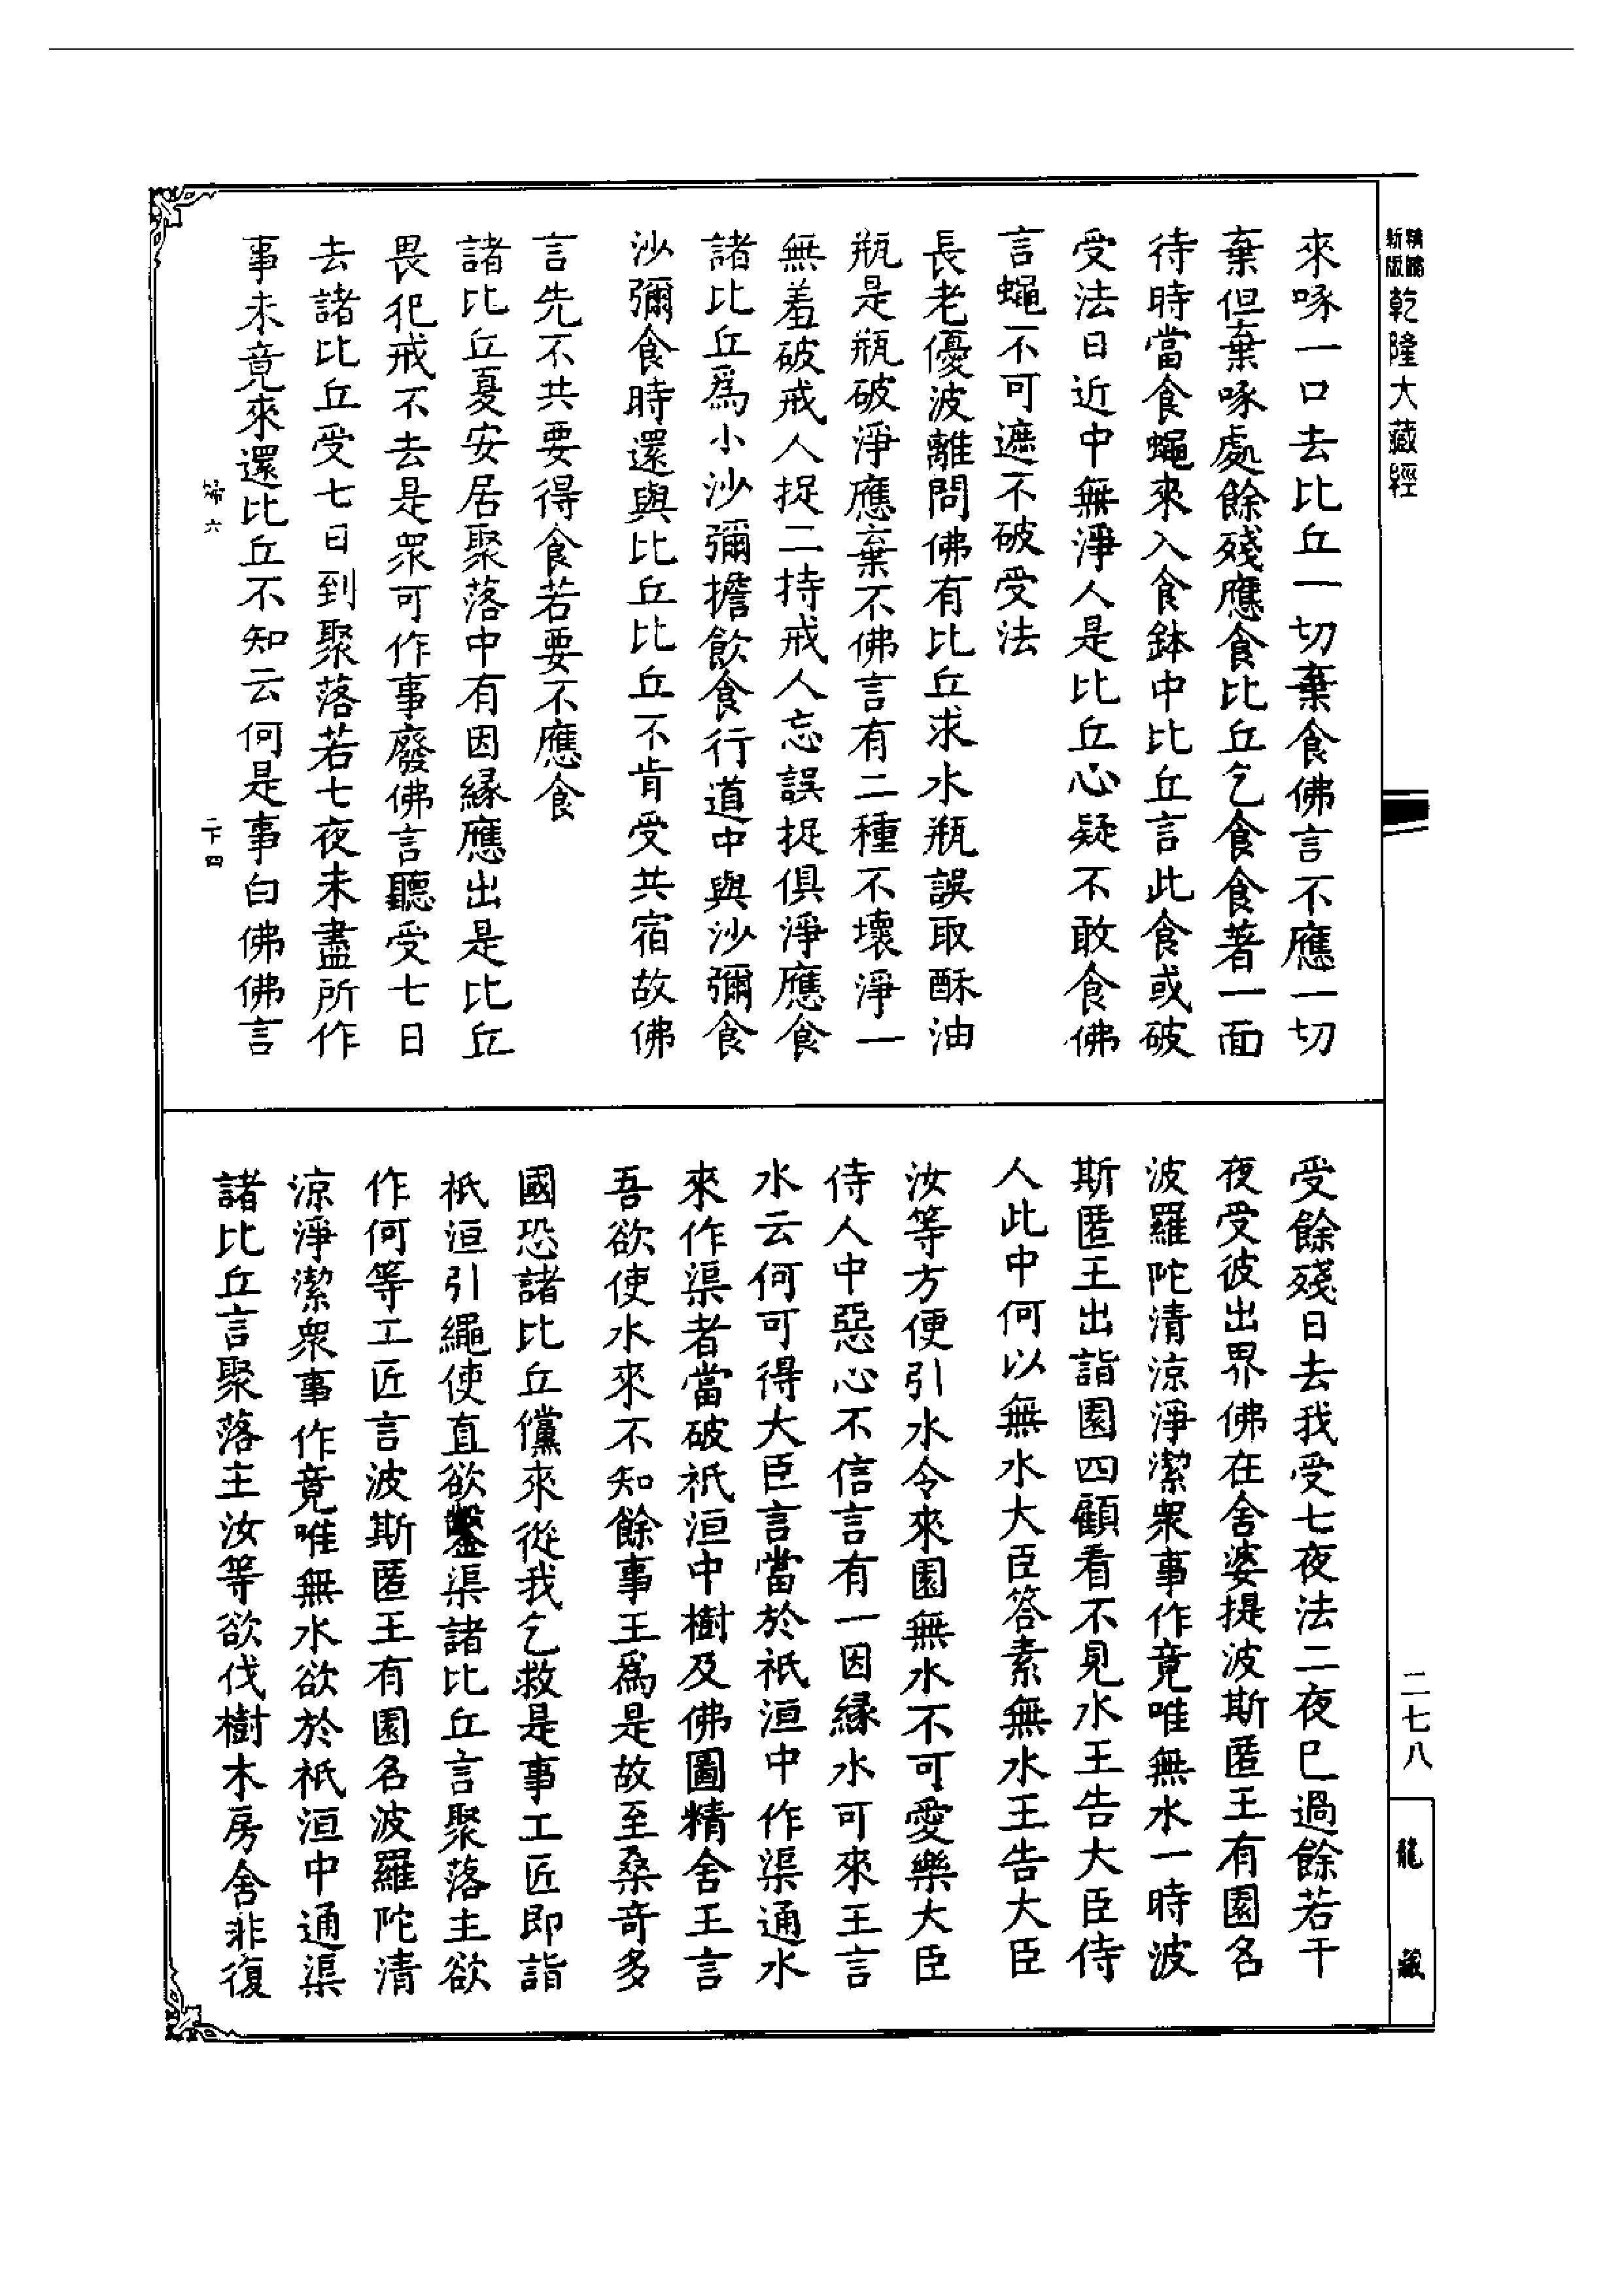 新版
精縮
乾隆大藏經
來啄一口去比丘一切棄食佛言不應一切
棄但棄啄處餘殘應食比丘乞食食著一面
待時當食蠅來入食鉢中比丘言此食或破
受法日近中無淨人是比丘心疑不敢食佛
言蠅不可遮不破受法
長老優波離問佛有比丘求水瓶誤取酥油
瓶是瓶破淨應棄不佛言有二種不壞淨一
無羞破戒人捉二持戒人忘誤捉俱淨應食
諸比丘爲小沙彌擔飲食行道中與沙彌食
沙彌食時還與比丘比丘不肯受共宿故佛
言先不共要得食若要不應食
諸比丘夏安居聚落中有因緣應出是比丘
畏犯戒不去是衆可作事廢佛言聽受七日
去諸比丘受七日到聚落若七夜未盡所作
事未竟來還比丘不知云何是事白佛佛言
受餘殘日去我受七夜法二夜已過餘若干
夜受彼出界佛在舍婆提波斯匿王有園名
波羅陀清涼淨潔衆事作竟唯無水一時波
斯匿王出詣園四顧看不見水王告大臣侍
人此中何以無水大臣答素無水王告大臣
汝等方便引水令來園無水不可愛樂大臣
侍人中惡心不信言有一因緣水可來王言
水云何可得大臣言當於祇洹中作渠通水
來作渠者當破祇洹中樹及佛圖精舍王言
吾欲使水來不知餘事王爲是故至桑奇多
國恐諸比丘儻來從我乞救是事工匠即詣
祇洹引繩使直欲鑿渠諸比丘言聚落主欲
作何等工匠言波斯匿王有園名波羅陀清
涼淨潔衆事作竟唯無水欲於祇洹中通渠
諸比丘言聚落主汝等欲伐樹木房舍非復
二七八
龍藏